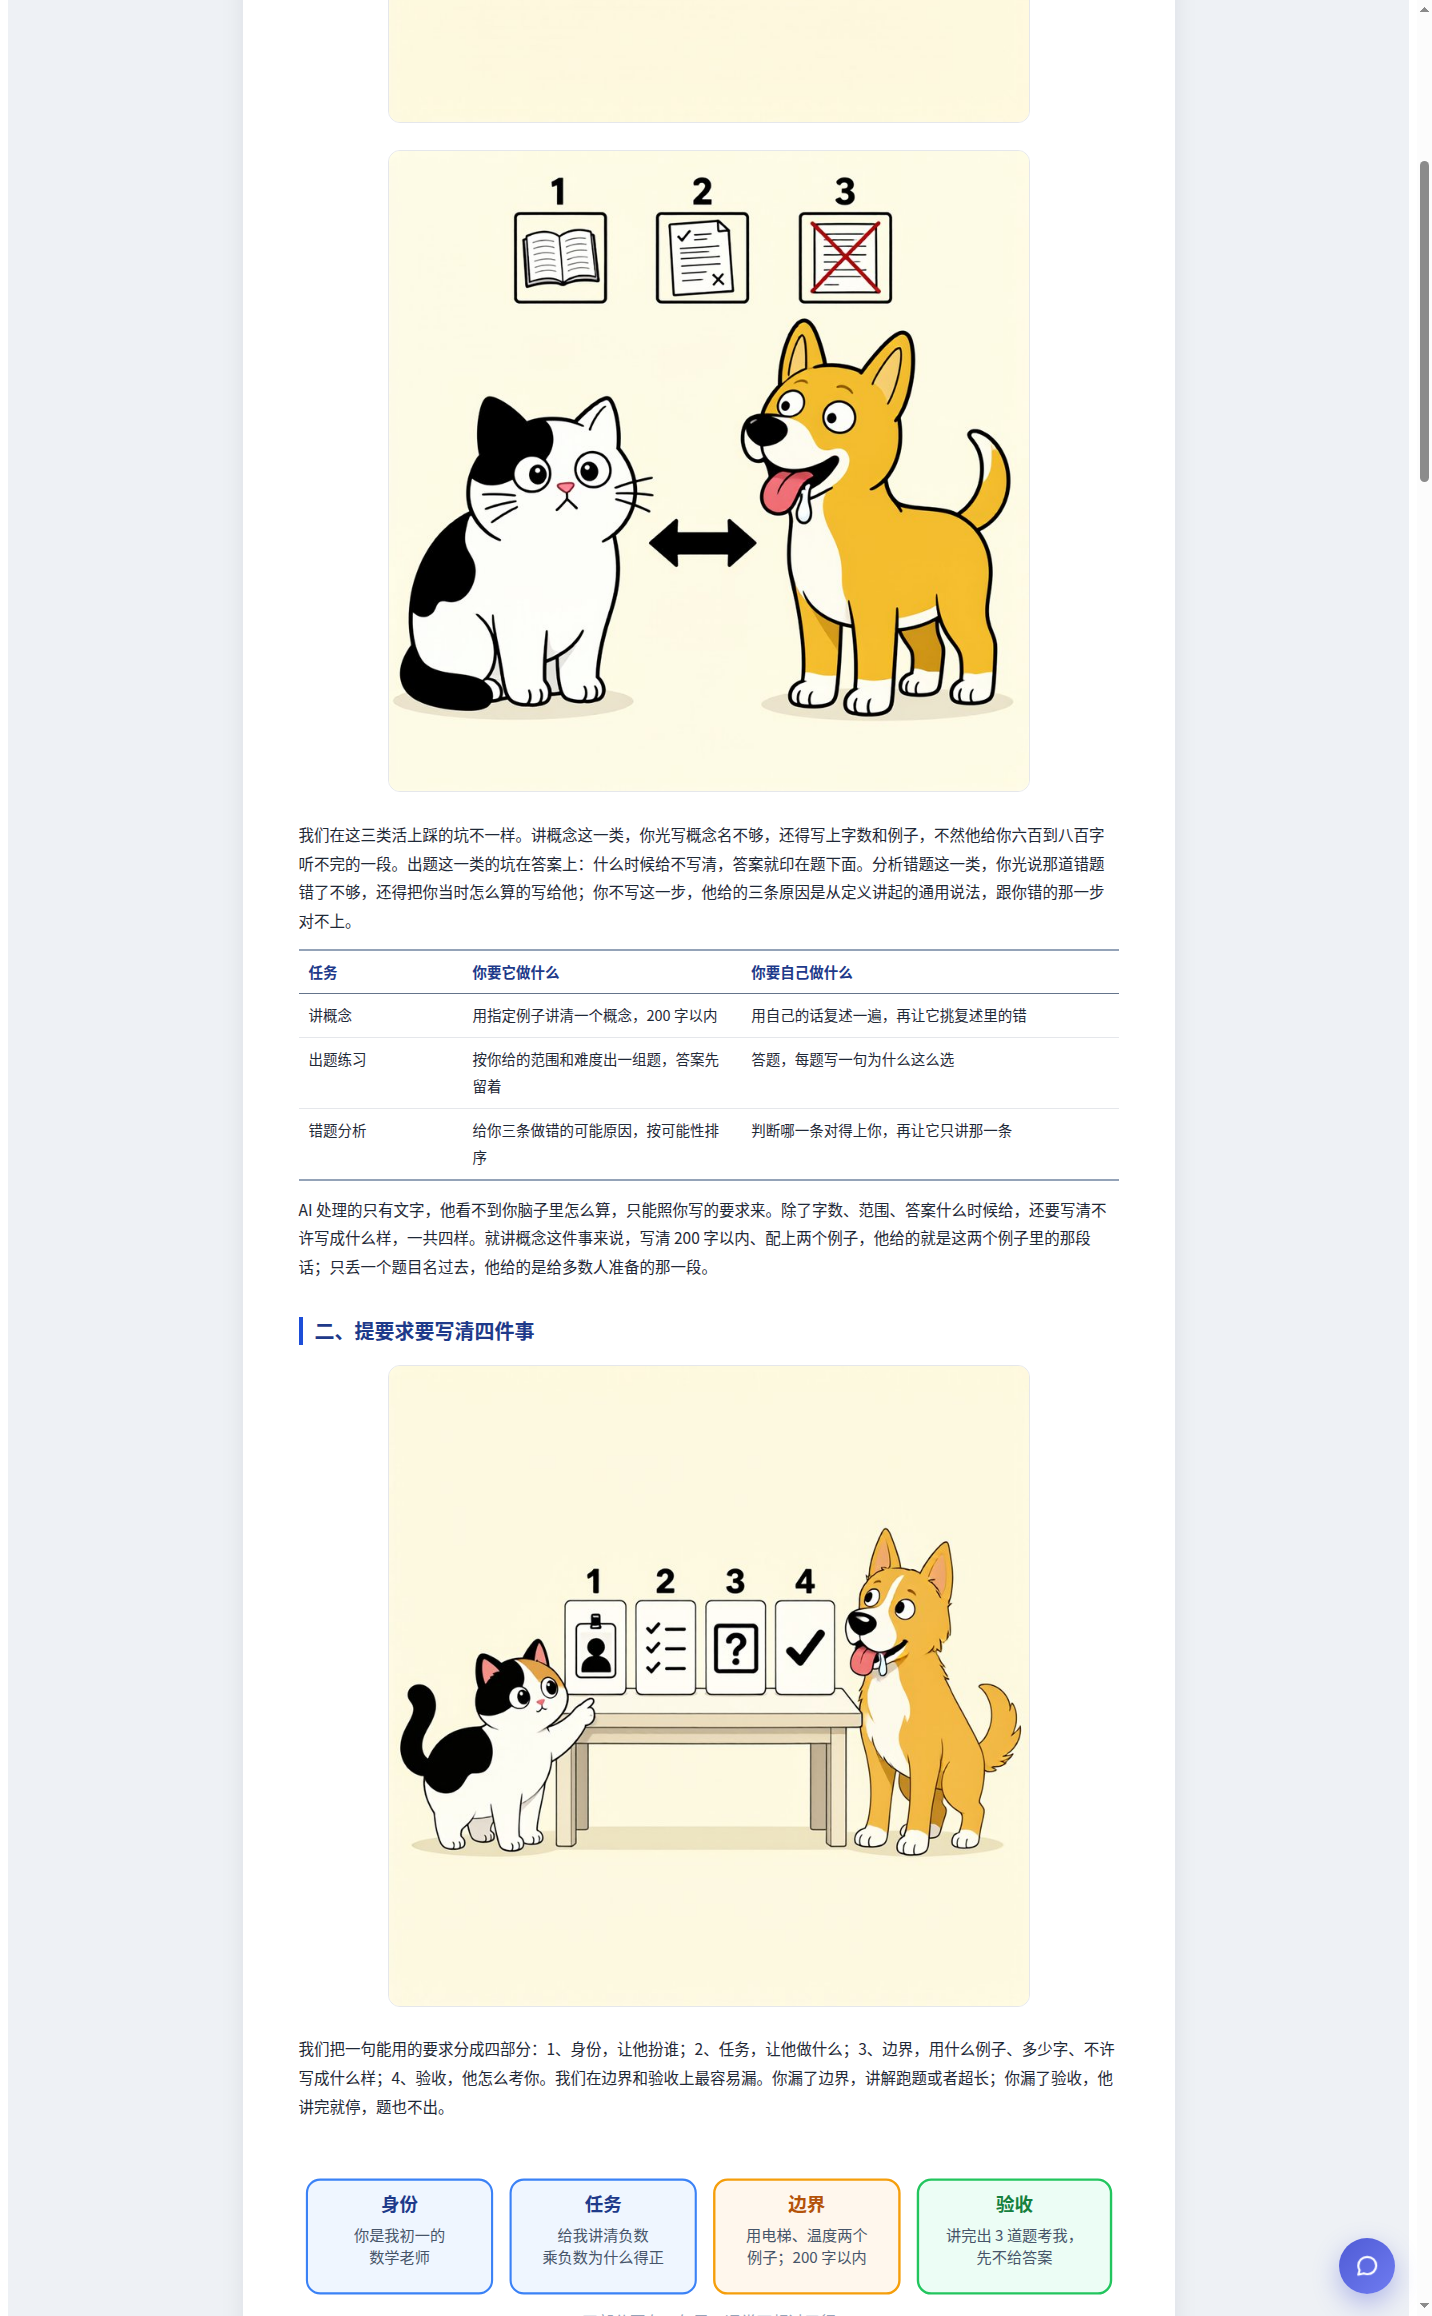 1 2 3
我们在这三类活上踩的坑不一样。讲概念这一类，你光写概念名不够，还得写上字数和例子，不然他给你六百到八百字
听不完的一段。出题这一类的坑在答案上：什么时候给不写清，答案就印在题下面。分析错题这一类，你光说那道错题
错了不够，还得把你当时怎么算的写给他；你不写这一步，他给的三条原因是从定义讲起的通用说法，跟你错的那一步
对不上。
任务 你要它做什么 你要自己做什么
讲概念 用指定例子讲清一个概念，200 字以内 用自己的话复述一遍，再让它挑复述里的错
出题练习 按你给的范围和难度出一组题，答案先 答题，每题写一句为什么这么选
留着
错题分析 给你三条做错的可能原因，按可能性排 判断哪一条对得上你，再让它只讲那一条
序
AI 处理的只有文字，他看不到你脑子里怎么算，只能照你写的要求来。除了字数、范围、答案什么时候给，还要写清不
许写成什么样，一共四样。就讲概念这件事来说，写清 200 字以内、配上两个例子，他给的就是这两个例子里的那段
话；只丢一个题目名过去，他给的是给多数人准备的那一段。
二、提要求要写清四件事
1 2 3 4
?
我们把一句能用的要求分成四部分：1、身份，让他扮谁；2、任务，让他做什么；3、边界，用什么例子、多少字、不许
写成什么样；4、验收，他怎么考你。我们在边界和验收上最容易漏。你漏了边界，讲解跑题或者超长；你漏了验收，他
讲完就停，题也不出。
身份 任务 边界 验收
你是我初一的 给我讲清负数 用电梯、温度两个 讲完出 3 道题考我，
数学老师 乘负数为什么得正 例子；200 字以内 先不给答案